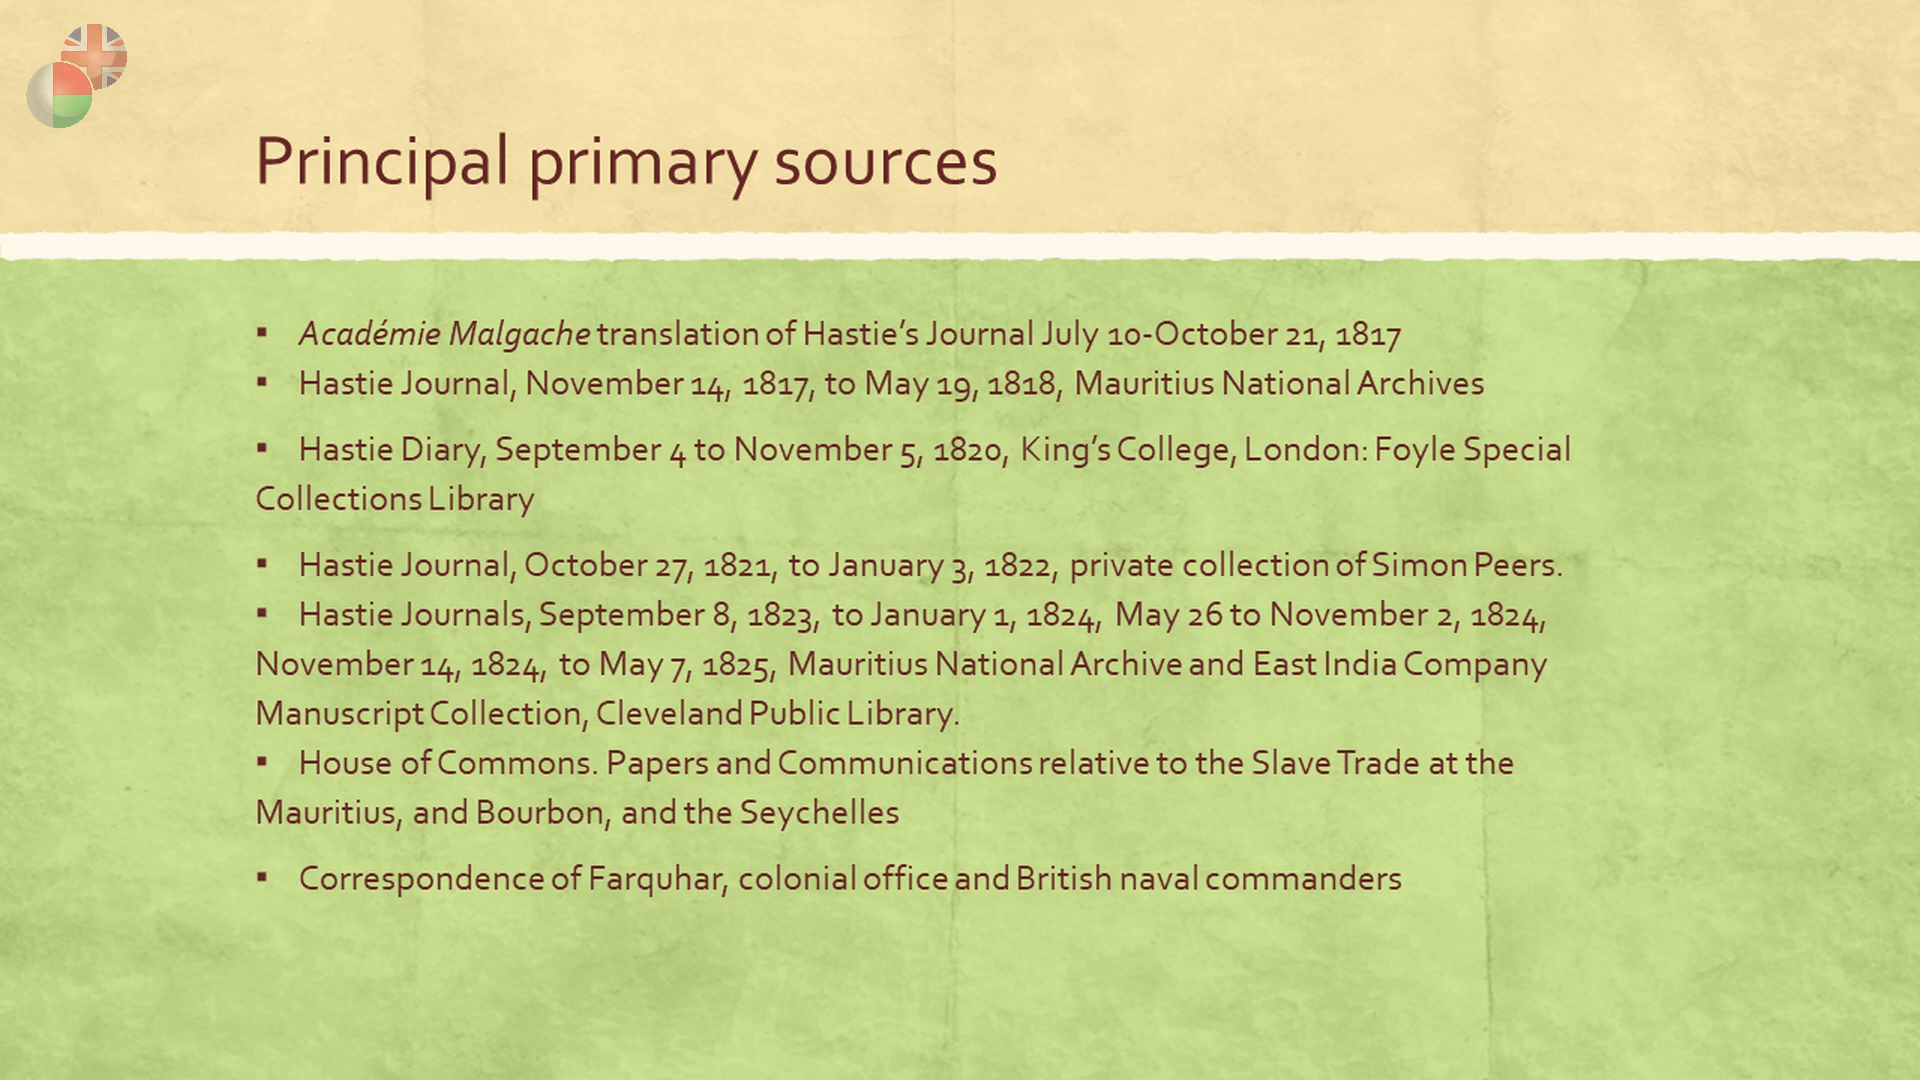 Principal primary sources
▪ Académie Malgache translation of Hastie’s Journal July 10-October 21, 1817
▪ Hastie Journal, November 14, 1817, to May 19, 1818, Mauritius National Archives
▪ Hastie Diary, September 4 to November 5, 1820, King’s College, London: Foyle Special
Collections Library
▪ Hastie Journal, October 27, 1821, to January 3, 1822, private collection of Simon Peers.
▪ Hastie Journals, September 8, 1823, to January 1, 1824, May 26 to November 2, 1824,
November 14, 1824, to May 7, 1825, Mauritius National Archive and East India Company
Manuscript Collection, Cleveland Public Library.
▪ House of Commons. Papers and Communications relative to the Slave Trade at the
Mauritius, and Bourbon, and the Seychelles
▪ Correspondence of Farquhar, colonial office and British naval commanders